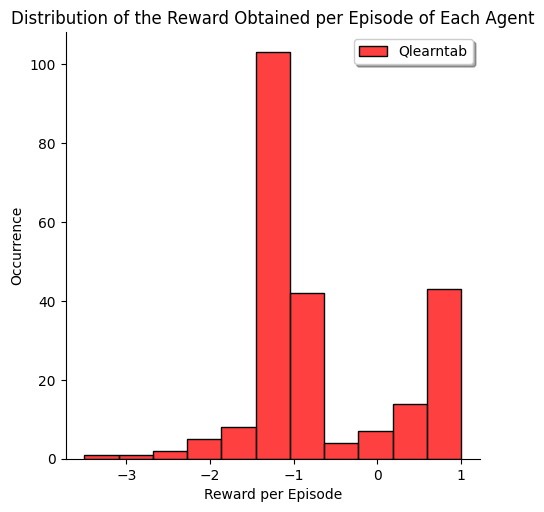 Distribution of the Reward Obtained per Episode of Each Agent
Qlearntab
100
80
60
40
20
0
Occurrence
−3
−2
−1
0
1
Reward per Episode